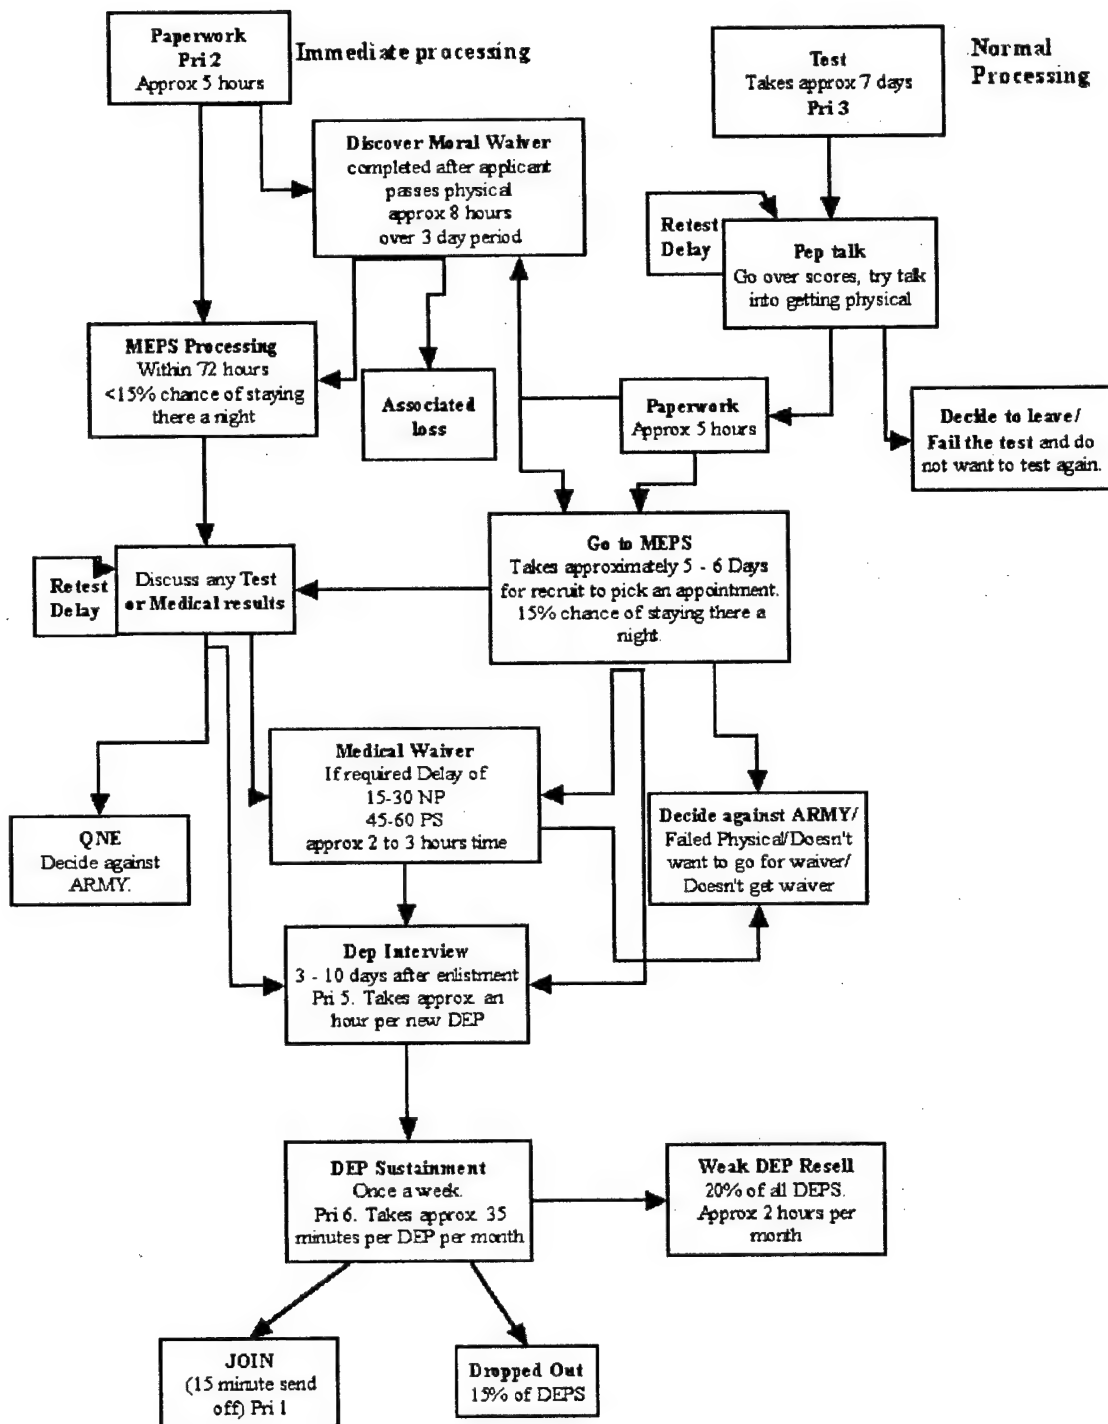 Paperwork
Pri 2
Approx 5 hours
Immediate processing
Test
Takes approx 7 days
Pri 3
Normal
Processing
Discover Moral Waiver
completed after applicant
passes physical
approx 8 hours
over 3 day period
Retest
Delay
Pep talk
Go over scores, try talk
into getting physical
MEPS Processing
Within 72 hours
<15% chance of staying
there a night
Associated
loss
Paperwork
Approx 5 hours
Decide to leave/
Fail the test and do
not want to test again.
Go to MEPS
Takes approximately 5 - 6 Days
for recruit to pick an appointment.
15% chance of staying there a
night.
Retest
Delay
Discuss any Test
or Medical results
Medical Waiver
If required Delay of
15-30 NP
45-60 PS
approx 2 to 3 hours time
QNE
Decide against
ARMY.
Decide against ARMY/
Failed Physical/Doesn't
want to go for waiver/
Doesn't get waiver
Dep Interview
3 - 10 days after enlistment
Pri 5. Takes approx. an
hour per new DEP
DEP Sustainment
Once a week.
Pri 6. Takes approx. 35
minutes per DEP per month
Weak DEP Resell
20% of all DEPS.
Approx 2 hours per
month
JOIN
(15 minute send
off) Pri 1
Dropped Out
15% of DEPS